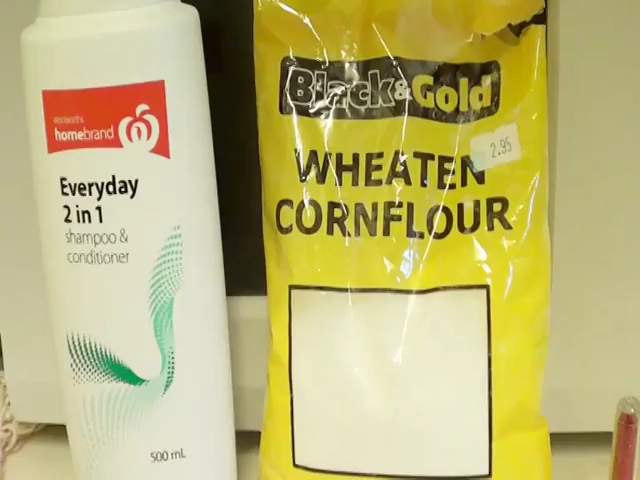 Woolworths
homebrand
Everyday
2 in 1
shampoo &
conditioner
500 mL
Black & Gold
2.95
WHEATEN
CORNFLOUR